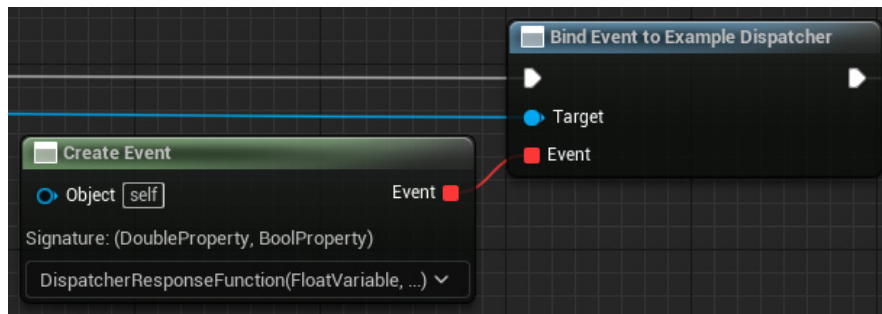 Bind Event to Example Dispatcher
Target
Event
Create Event
Object self
Event
Signature: (DoubleProperty, BoolProperty)
DispatcherResponseFunction(FloatVariable, ...)